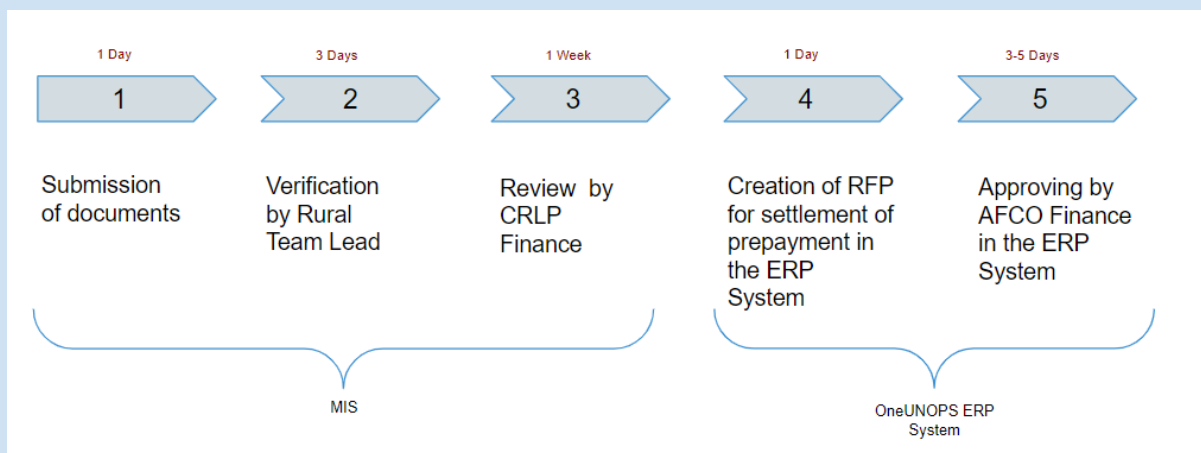 1 Day
3 Days
1 Week
1 Day
3-5 Days
1
2
3
4
5
Submission
of documents
Verification
by Rural
Team Lead
Review by
CRLP
Finance
Creation of RFP
for settlement of
prepayment in
the ERP
System
Approving by
AFCO Finance
in the ERP
System
MIS
OneUNOPS ERP
System